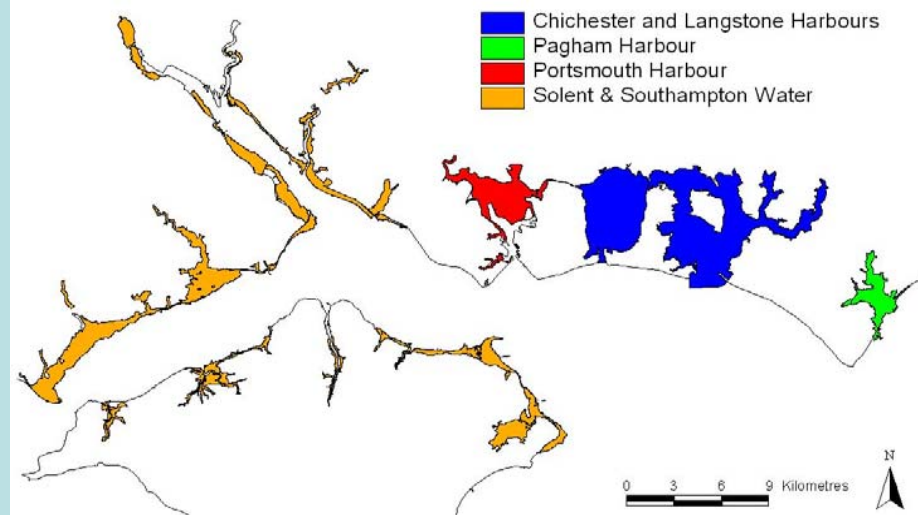 Chichester and Langstone Harbours
Pagham Harbour
Portsmouth Harbour
Solent & Southampton Water
N
0 3 6 9 Kilometres